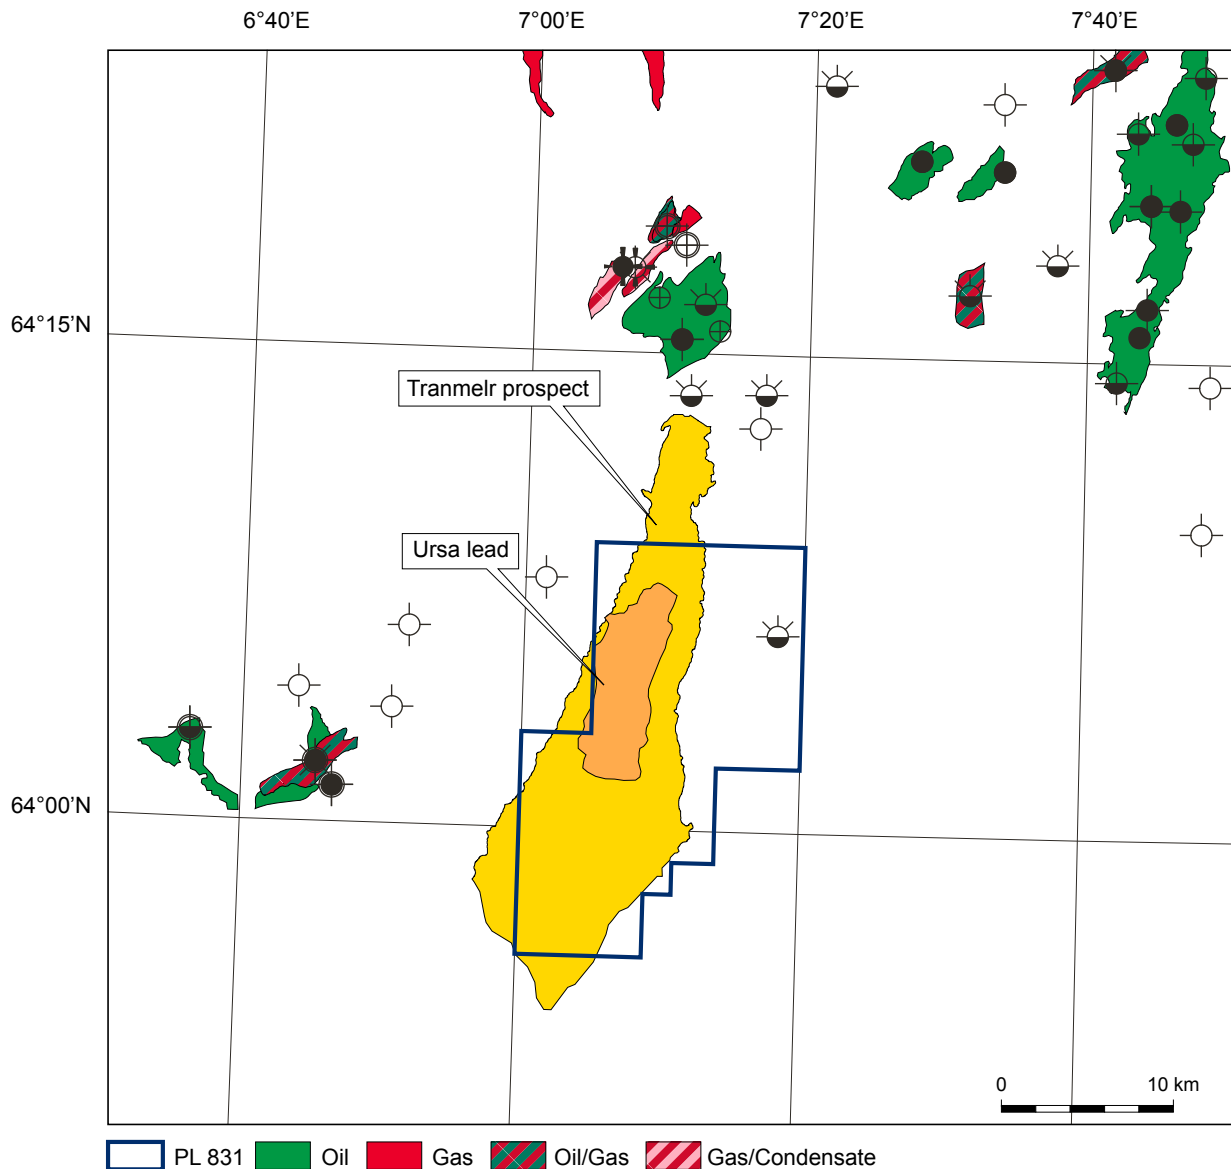 6°40’E 7°00’E 7°20’E 7°40’E
64°15’N
Tranmelr prospect
Ursa lead
64°00’N
0 10 km
PL 831 Oil Gas Oil/Gas Gas/Condensate